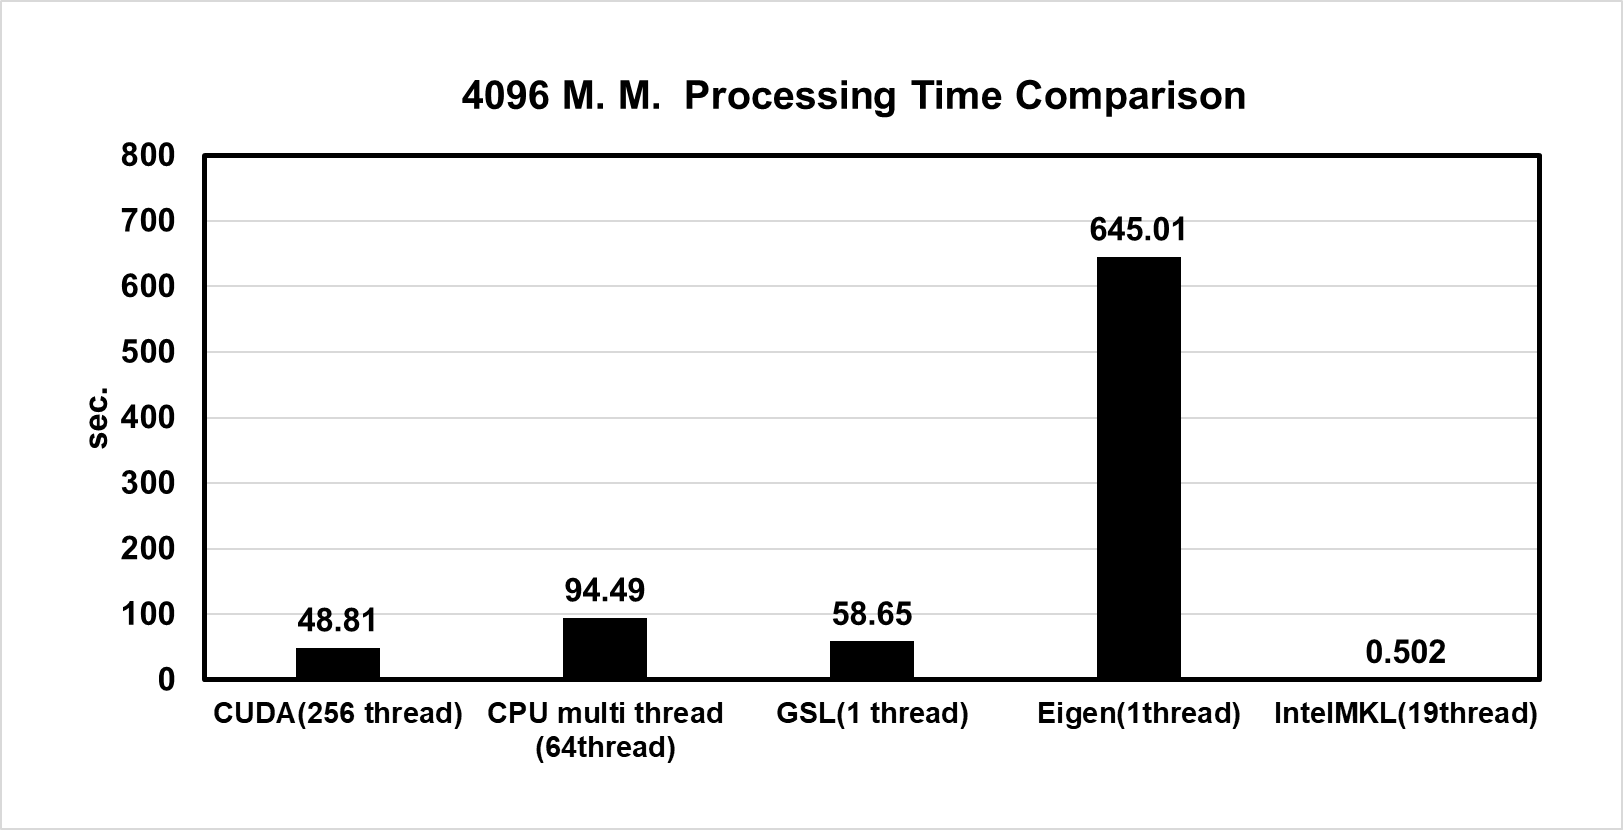 4096 M. M.  Processing Time Comparison
800
700
600
500
400
300
200
100
0
sec.
48.81
94.49
58.65
645.01
0.502
CUDA(256 thread)
CPU multi thread
(64thread)
GSL(1 thread)
Eigen(1thread)
IntelMKL(19thread)